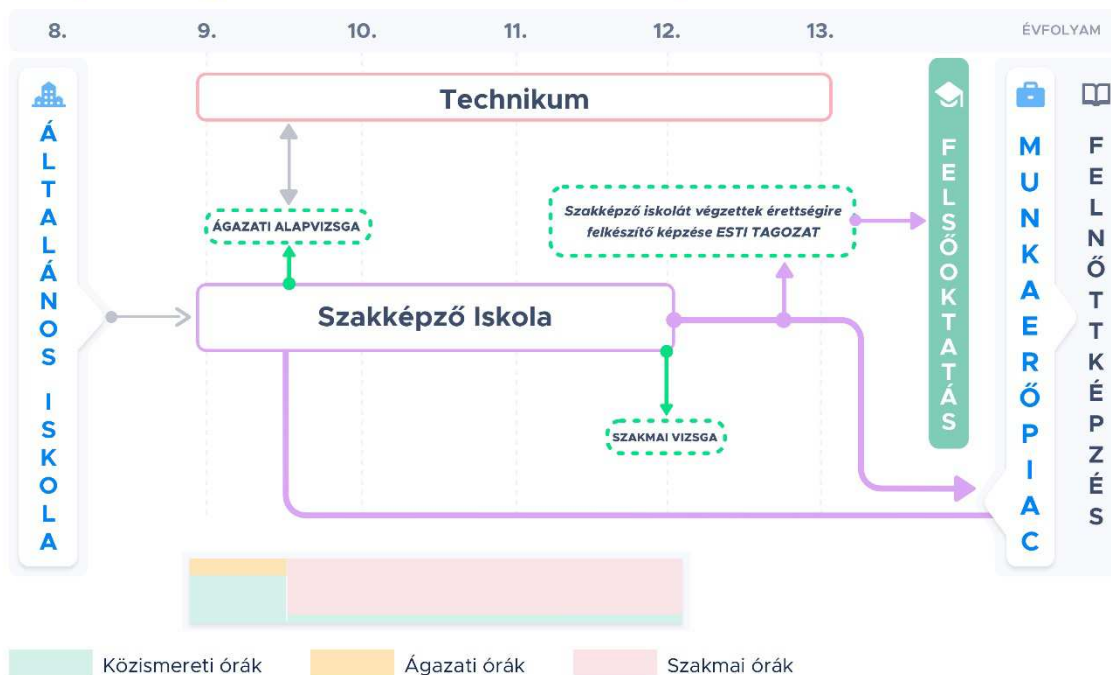 8. 9. 10. 11. 12. 13. ÉVFOLYAM
ÁLTALÁNOS ISKOLA
Technikum
ÁGAZATI ALAPVIZSGA
Szakképző iskolát végzettek érettségire
felkészítő képzése ESTI TAGOZAT
Szakképző Iskola
SZAKMAI VIZSGA
FELSŐOKTATÁS
MUNKAERŐPIAC
FELNŐTTKÉPZÉS
Közismereti órák
Ágazati órák
Szakmai órák